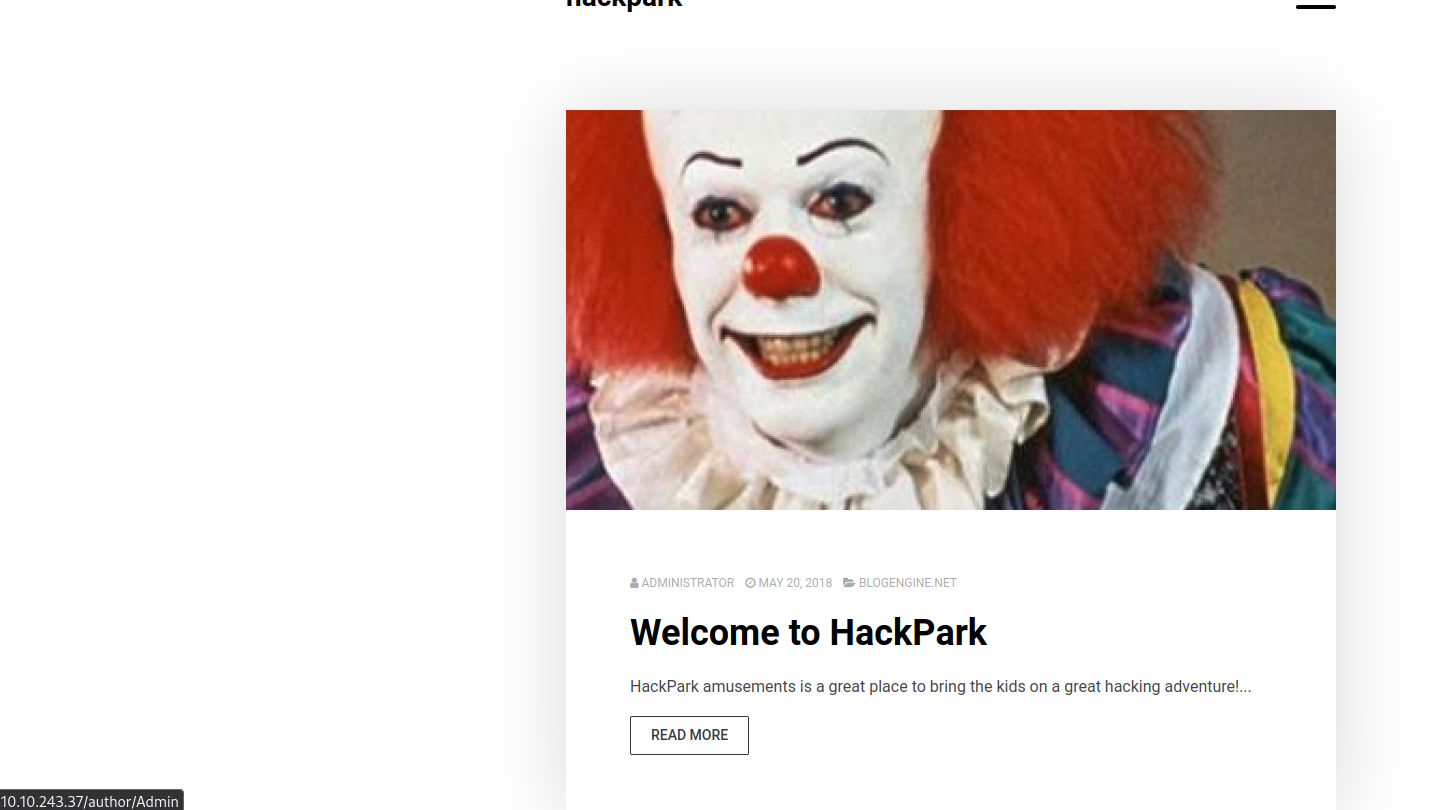 hackpark
ADMINISTRATOR MAY 20, 2018 BLOGENGINE.NET
Welcome to HackPark
HackPark amusements is a great place to bring the kids on a great hacking adventure!...
READ MORE
10.10.243.37/author/Admin